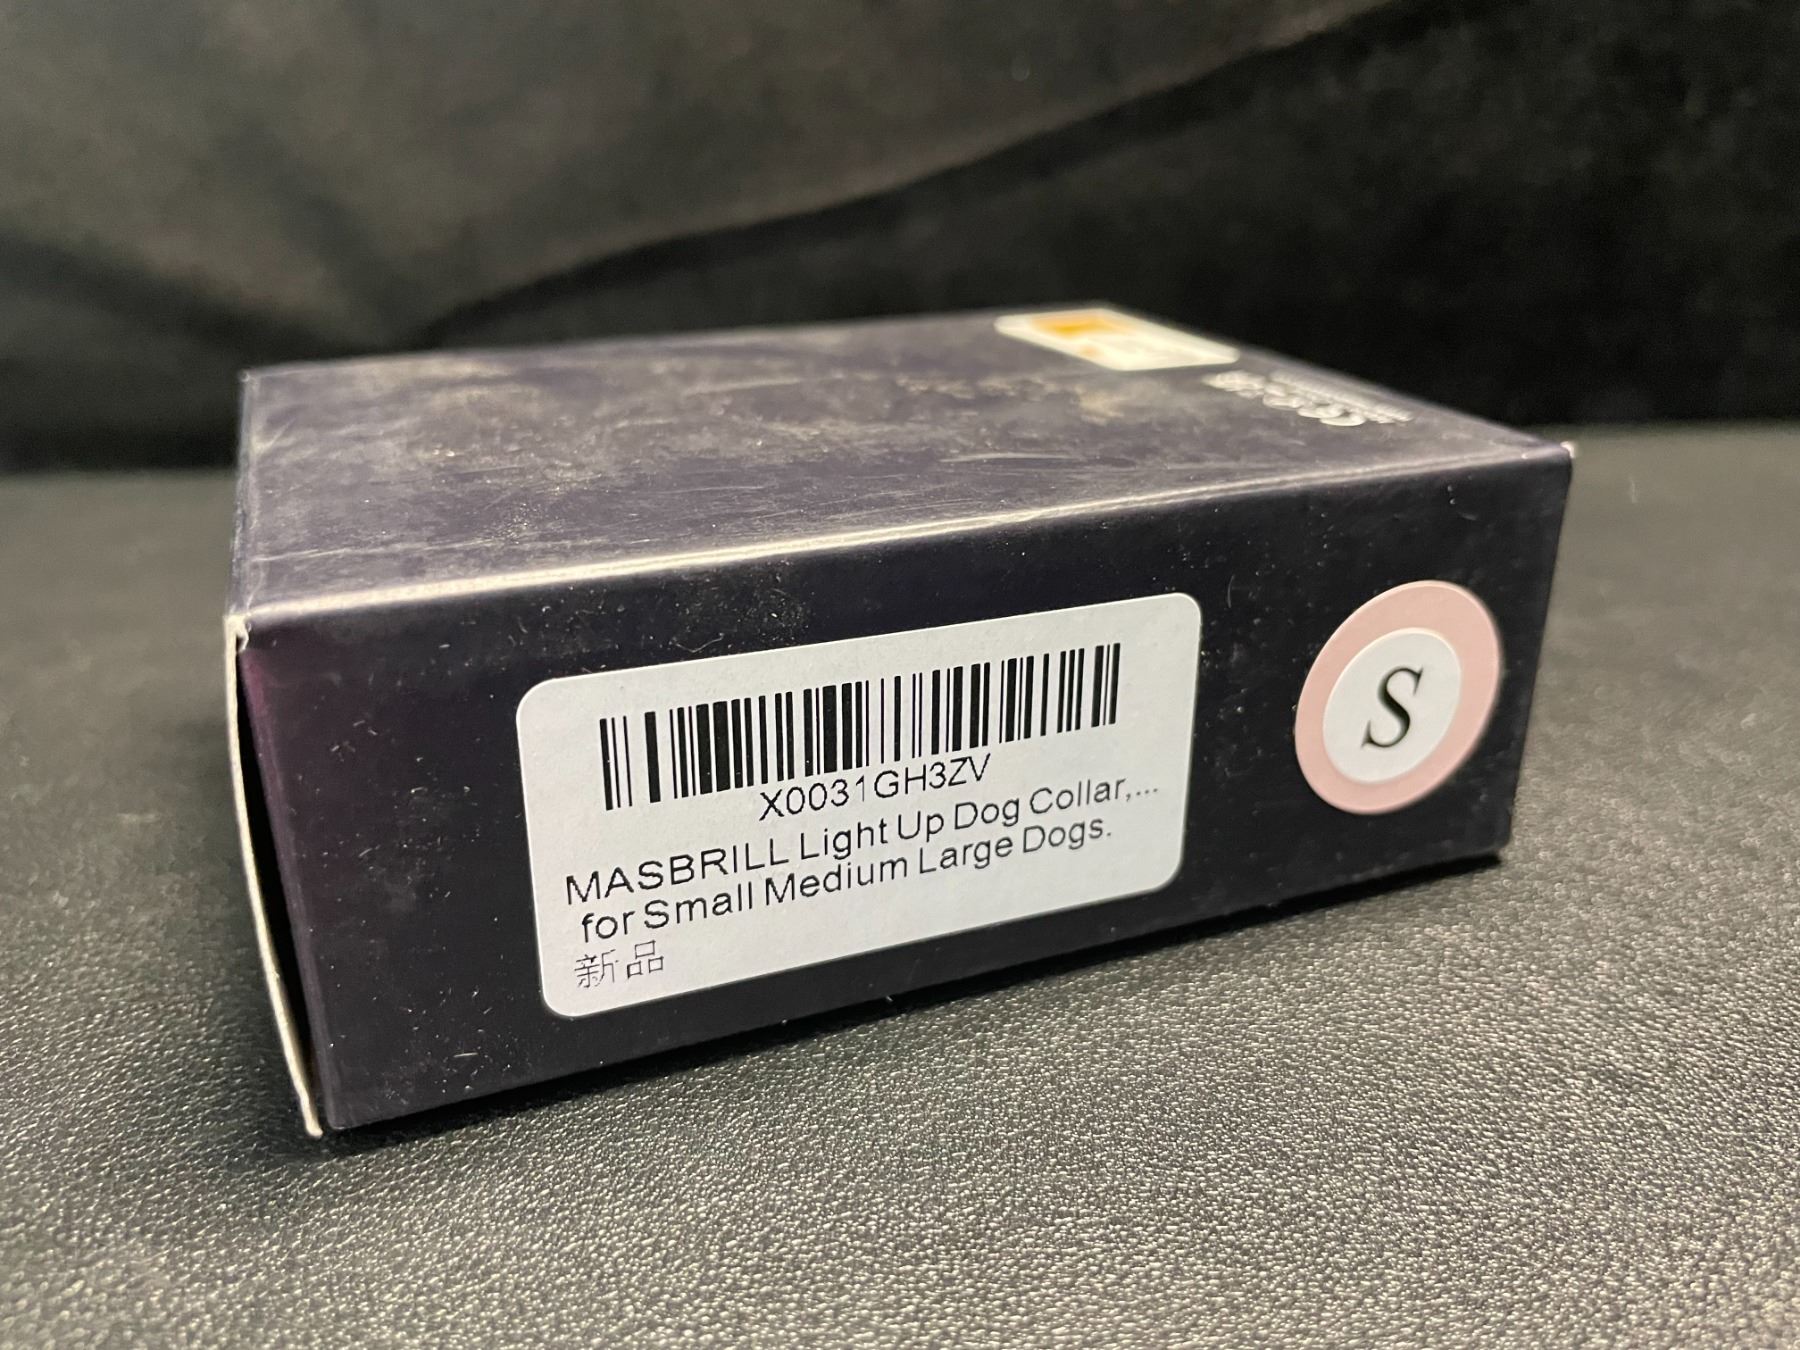 X0031GH3ZV
MASBRILL Light Up Dog Collar,...
for Small Medium Large Dogs.
新品
S